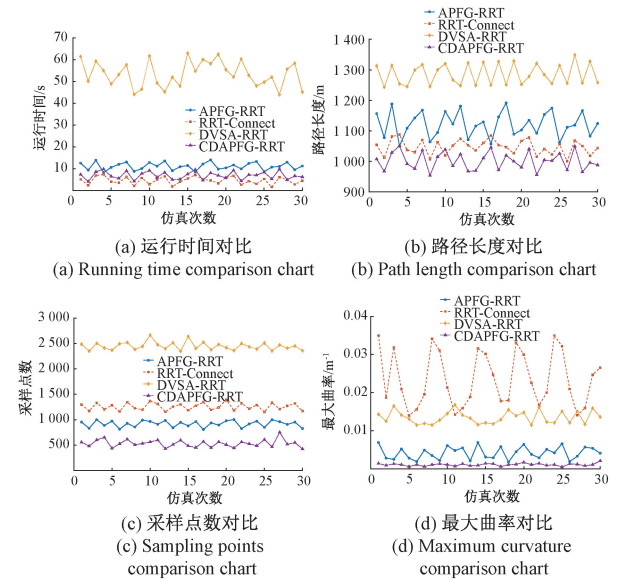 60
50
40
30
20
10
0
5
10
15
20
25
30
运行时间/s
仿真次数
APFG-RRT
RRT-Connect
DVSA-RRT
CDAPFG-RRT
(a) 运行时间对比
(a) Running time comparison chart
APFG-RRT
RRT-Connect
DVSA-RRT
CDAPFG-RRT
1 400
1 300
1 200
1 100
1 000
900
0
5
10
15
20
25
30
路径长度/m
仿真次数
(b) 路径长度对比
(b) Path length comparison chart
3 000
2 500
2 000
1 500
1 000
500
0
5
10
15
20
25
30
采样点数
仿真次数
APFG-RRT
RRT-Connect
DVSA-RRT
CDAPFG-RRT
(c) 采样点数对比
(c) Sampling points
comparison chart
APFG-RRT
RRT-Connect
DVSA-RRT
CDAPFG-RRT
0.04
0.03
0.02
0.01
0
5
10
15
20
25
30
最大曲率/m⁻¹
仿真次数
(d) 最大曲率对比
(d) Maximum curvature
comparison chart